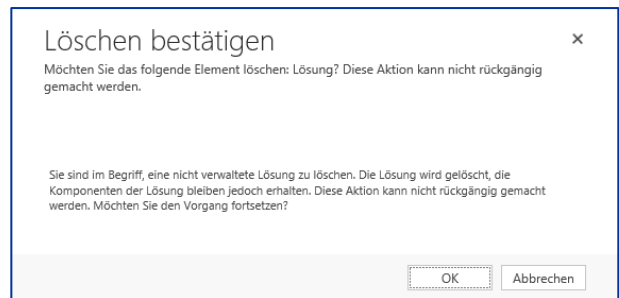 Löschen bestätigen
Möchten Sie das folgende Element löschen: Lösung? Diese Aktion kann nicht rückgängig
gemacht werden.
Sie sind im Begriff, eine nicht verwaltete Lösung zu löschen. Die Lösung wird gelöscht, die
Komponenten der Lösung bleiben jedoch erhalten. Diese Aktion kann nicht rückgängig gemacht
werden. Möchten Sie den Vorgang fortsetzen?
OK Abbrechen